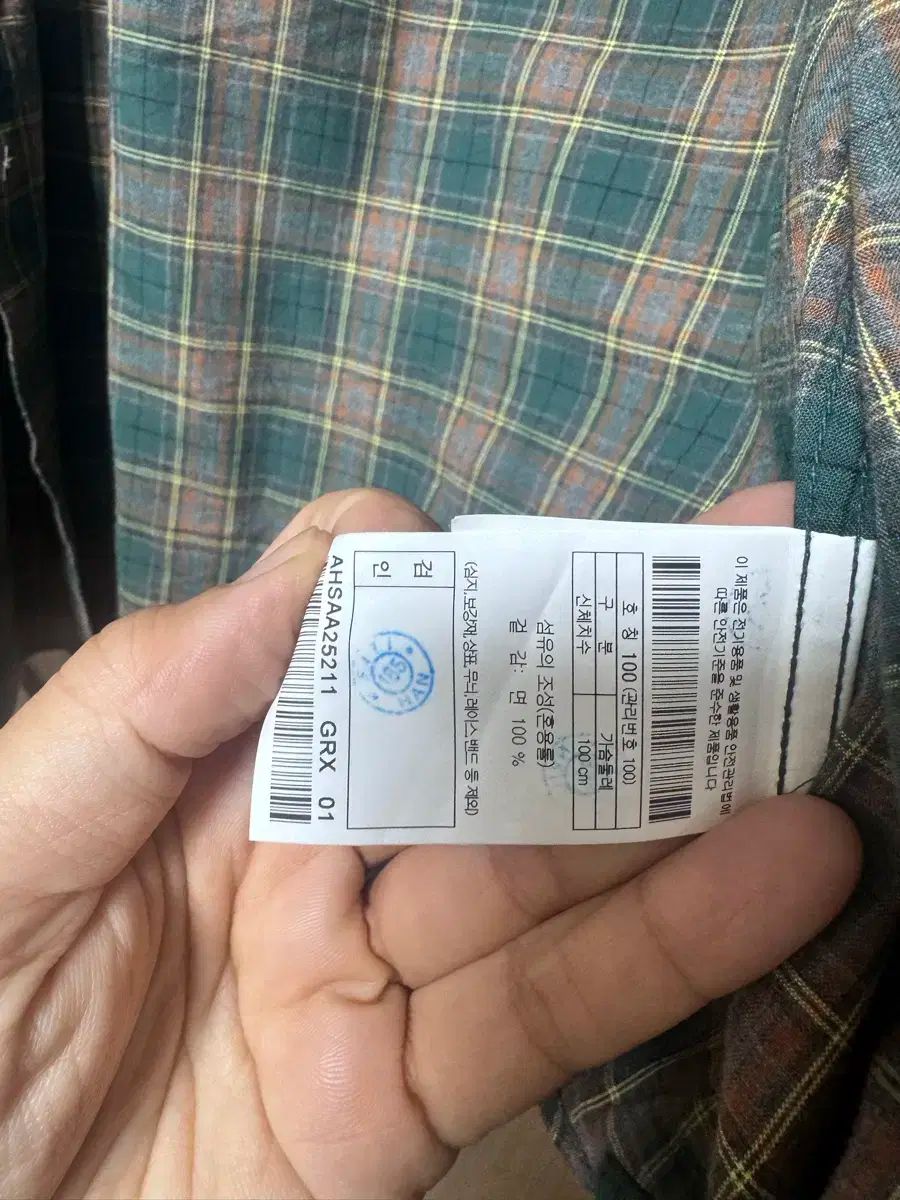 이 제품은 전기용품 및 생활용품 안전관리법에
따른 안전기준을 준수한 제품입니다
호 칭 100 (관리번호 100)
구 분 가슴둘레
신체치수 100 cm
섬유의 조성(혼용률)
겉 감: 면 100 %
(심지,보강재,상표,무늬,레이스밴드 등 제외)
검
인
AHSAA25211 GRX 01